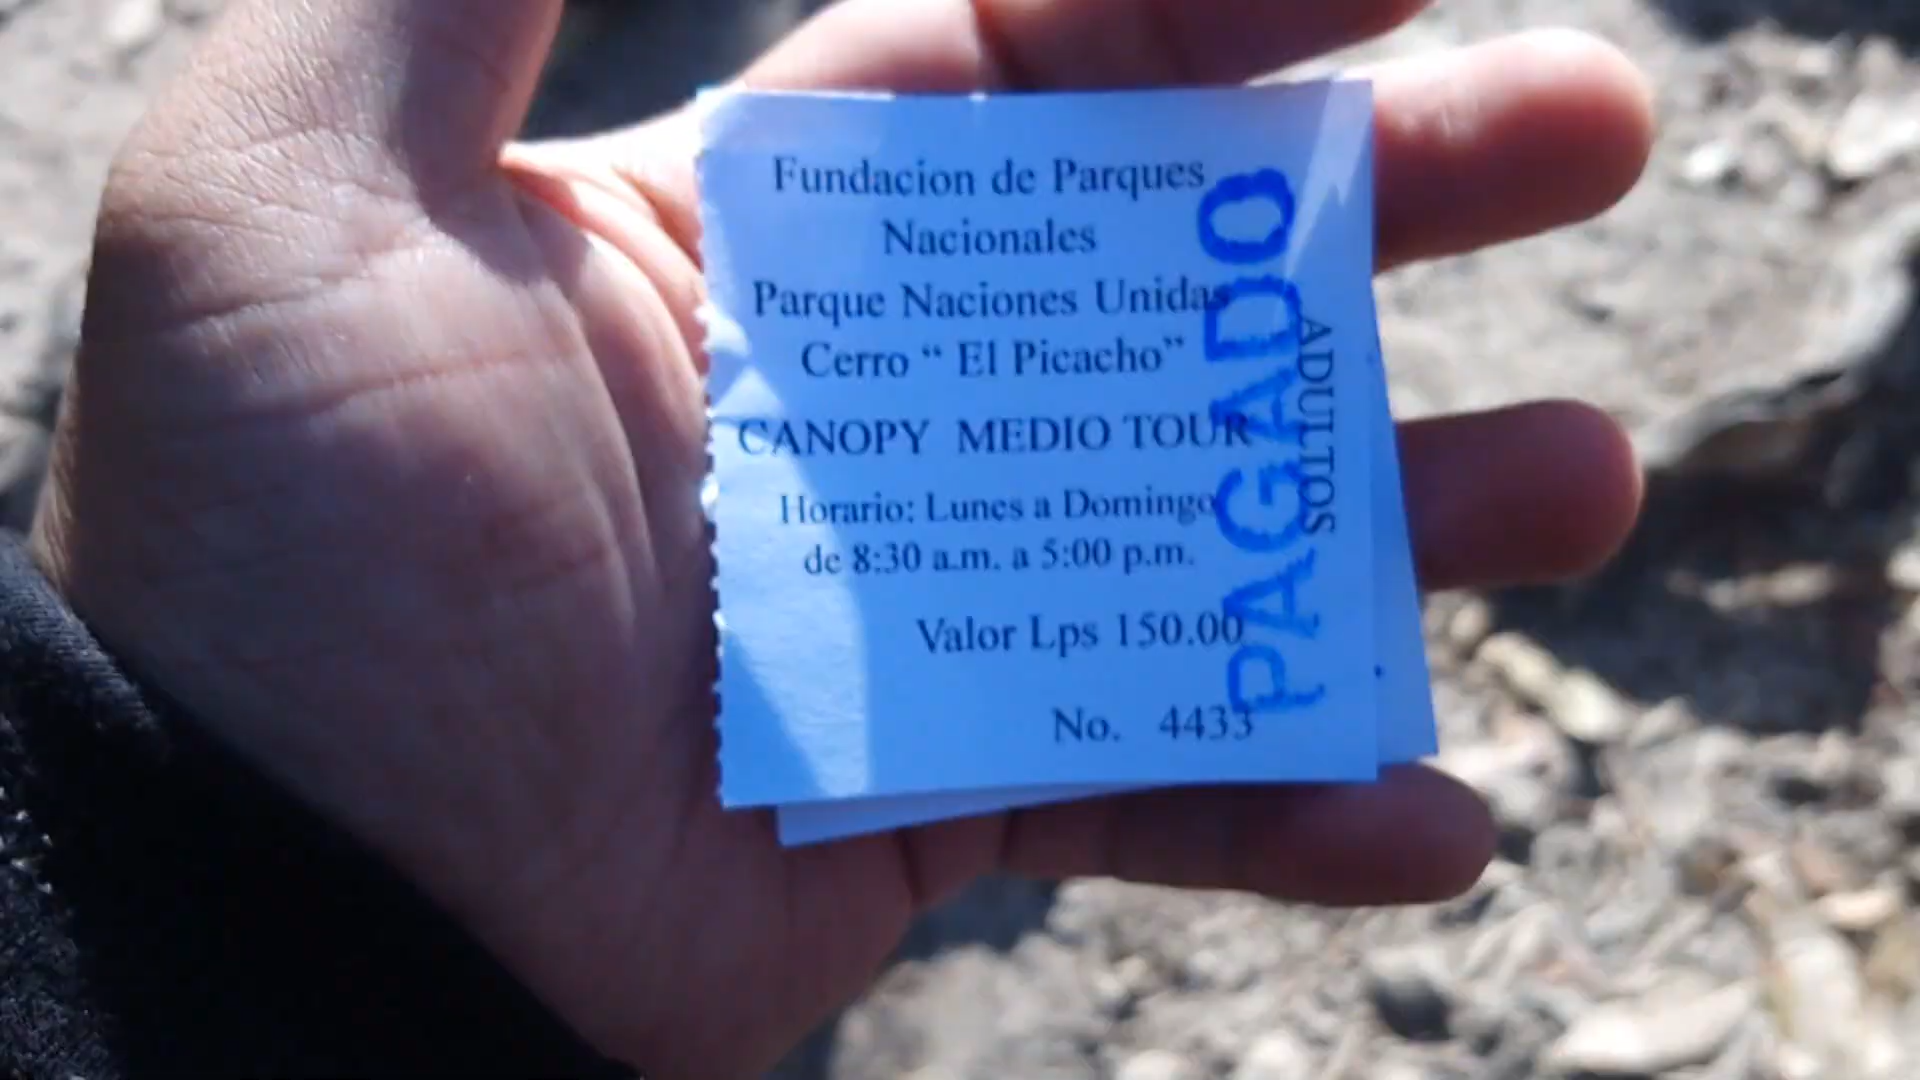 Fundacion de Parques
Nacionales
Parque Naciones Unidas
Cerro “ El Picacho”
CANOPY MEDIO TOUR
Horario: Lunes a Domingo
de 8:30 a.m. a 5:00 p.m.
Valor Lps 150.00
No. 4433
PAGADO
ADULTOS